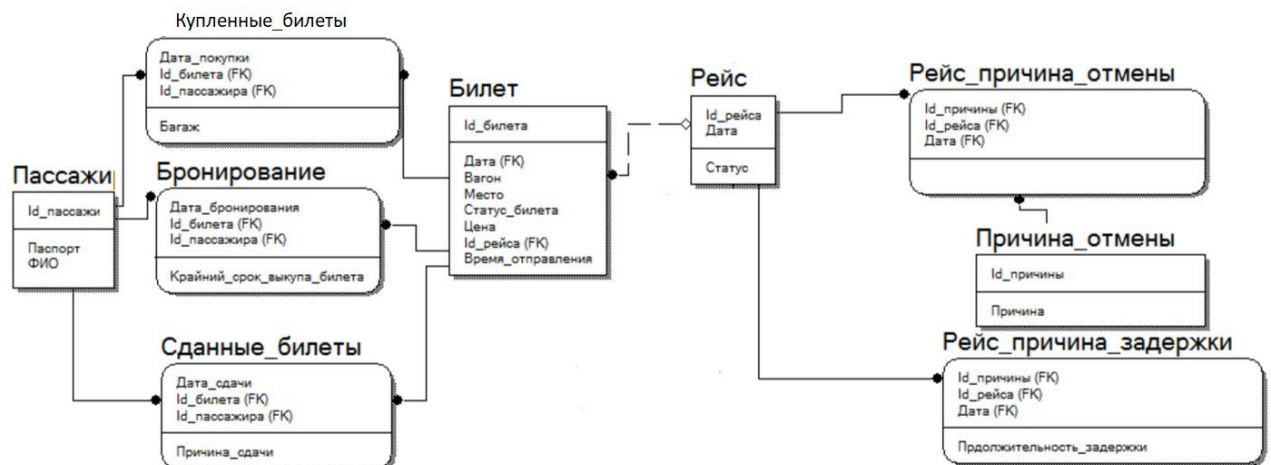 Купленные_билеты
Дата_покупки
Id_билета (FK)
Id_пассажира (FK)
Багаж
Пассажи
Id_пассажи
Паспорт
ФИО
Бронирование
Дата_бронирования
Id_билета (FK)
Id_пассажира (FK)
Крайний_срок_выкупа_билета
Сданные_билеты
Дата_сдачи
Id_билета (FK)
Id_пассажира (FK)
Причина_сдачи
Билет
Id_билета
Дата (FK)
Вагон
Место
Статус_билета
Цена
Id_рейса (FK)
Время_отправления
Рейс
Id_рейса
Дата
Статус
Рейс_причина_отмены
Id_причины (FK)
Id_рейса (FK)
Дата (FK)
Причина_отмены
Id_причины
Причина
Рейс_причина_задержки
Id_причины (FK)
Id_рейса (FK)
Дата (FK)
Прдолжительность_задержки